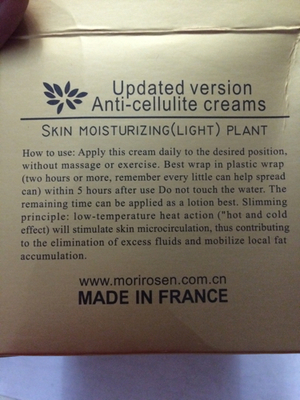 Updated version
Anti-cellulite creams
SKIN MOISTURIZING(LIGHT) PLANT
How to use: Apply this cream daily to the desired position,
without massage or exercise. Best wrap in plastic wrap
(two hours or more, remember every little can help spread
can) within 5 hours after use Do not touch the water. The
remaining time can be applied as a lotion best. Slimming
principle: low-temperature heat action ("hot and cold
effect) will stimulate skin microcirculation, thus contributing
to the elimination of excess fluids and mobilize local fat
accumulation.
www.morirosen.com.cn
MADE IN FRANCE